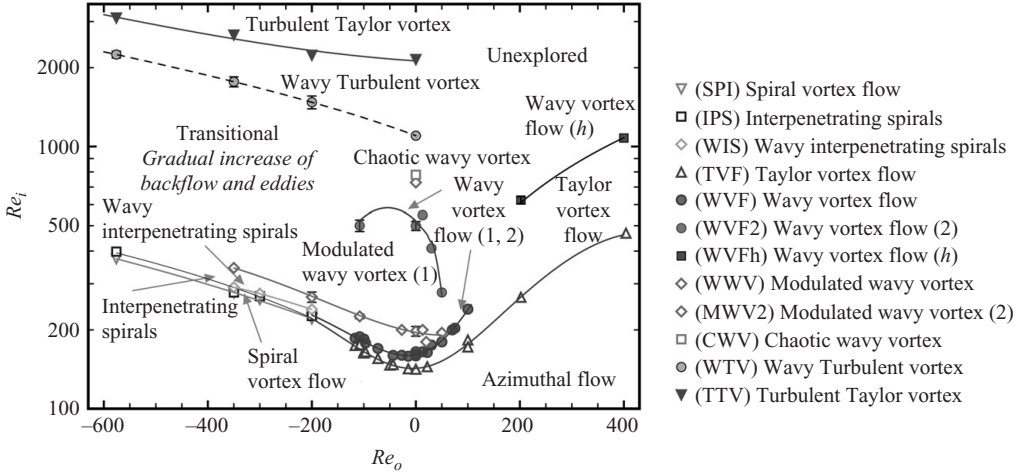 Turbulent Taylor vortex
Unexplored
2000
Wavy Turbulent vortex
Wavy vortex
flow (h)
Transitional
Gradual increase of
backflow and eddies
1000
Chaotic wavy vortex
Wavy
vortex
flow (1, 2)
Taylor
vortex
flow
Re_i
500
Wavy
interpenetrating spirals
Modulated
wavy vortex (1)
Interpenetrating
spirals
200
Spiral
vortex flow
Azimuthal flow
100
–600
–400
–200
0
200
400
Re_o
(SPI) Spiral vortex flow
(IPS) Interpenetrating spirals
(WIS) Wavy interpenetrating spirals
(TVF) Taylor vortex flow
(WVF) Wavy vortex flow
(WVF2) Wavy vortex flow (2)
(WVFh) Wavy vortex flow (h)
(WWV) Modulated wavy vortex
(MWV2) Modulated wavy vortex (2)
(CWV) Chaotic wavy vortex
(WTV) Wavy Turbulent vortex
(TTV) Turbulent Taylor vortex